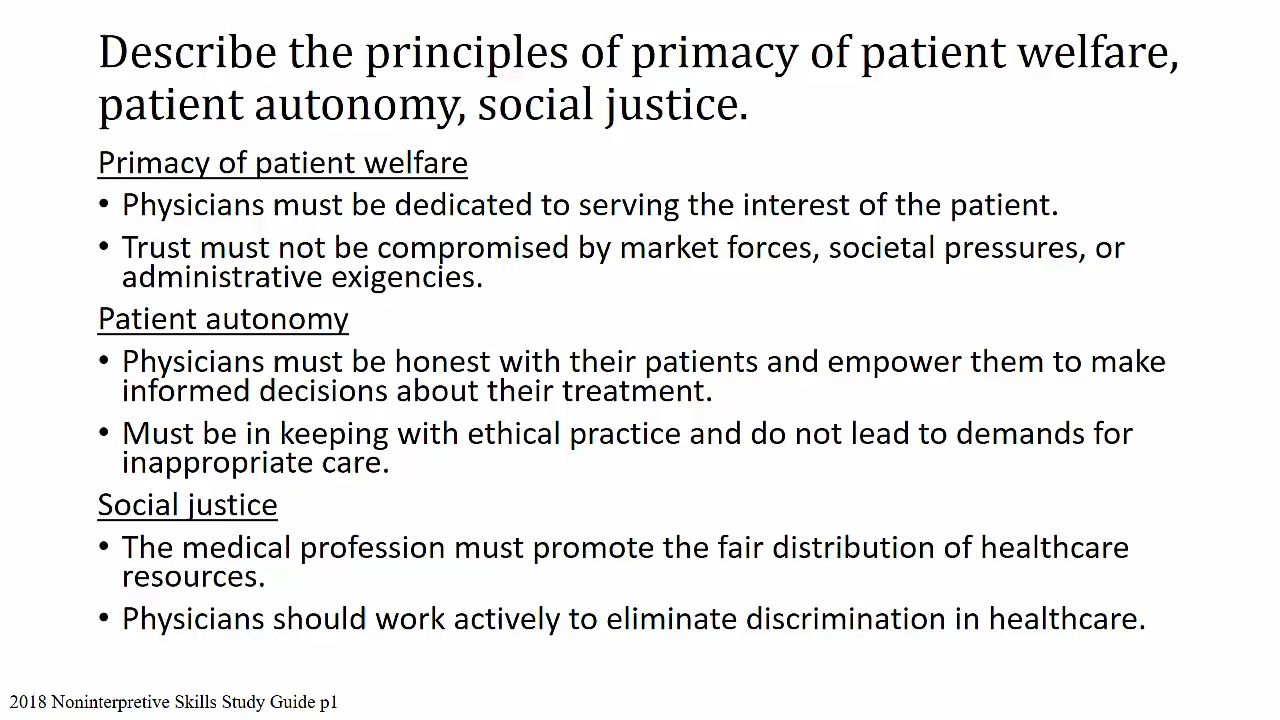 Describe the principles of primacy of patient welfare,
patient autonomy, social justice.
Primacy of patient welfare
• Physicians must be dedicated to serving the interest of the patient.
• Trust must not be compromised by market forces, societal pressures, or
administrative exigencies.
Patient autonomy
• Physicians must be honest with their patients and empower them to make
informed decisions about their treatment.
• Must be in keeping with ethical practice and do not lead to demands for
inappropriate care.
Social justice
• The medical profession must promote the fair distribution of healthcare
resources.
• Physicians should work actively to eliminate discrimination in healthcare.
2018 Noninterpretive Skills Study Guide p1